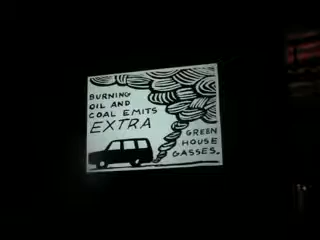 BURNING
OIL AND
COAL EMITS
EXTRA
GREEN
HOUSE
GASSES.